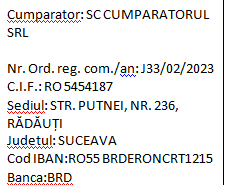 Cumparator: SC CUMPARATORUL
SRL
Nr. Ord. reg. com./an: J33/02/2023
C.I.F.: RO 5454187
Sediul: STR. PUTNEI, NR. 236,
RĂDĂUȚI
Judetul: SUCEAVA
Cod IBAN:RO55 BRDERONCRT1215
Banca:BRD